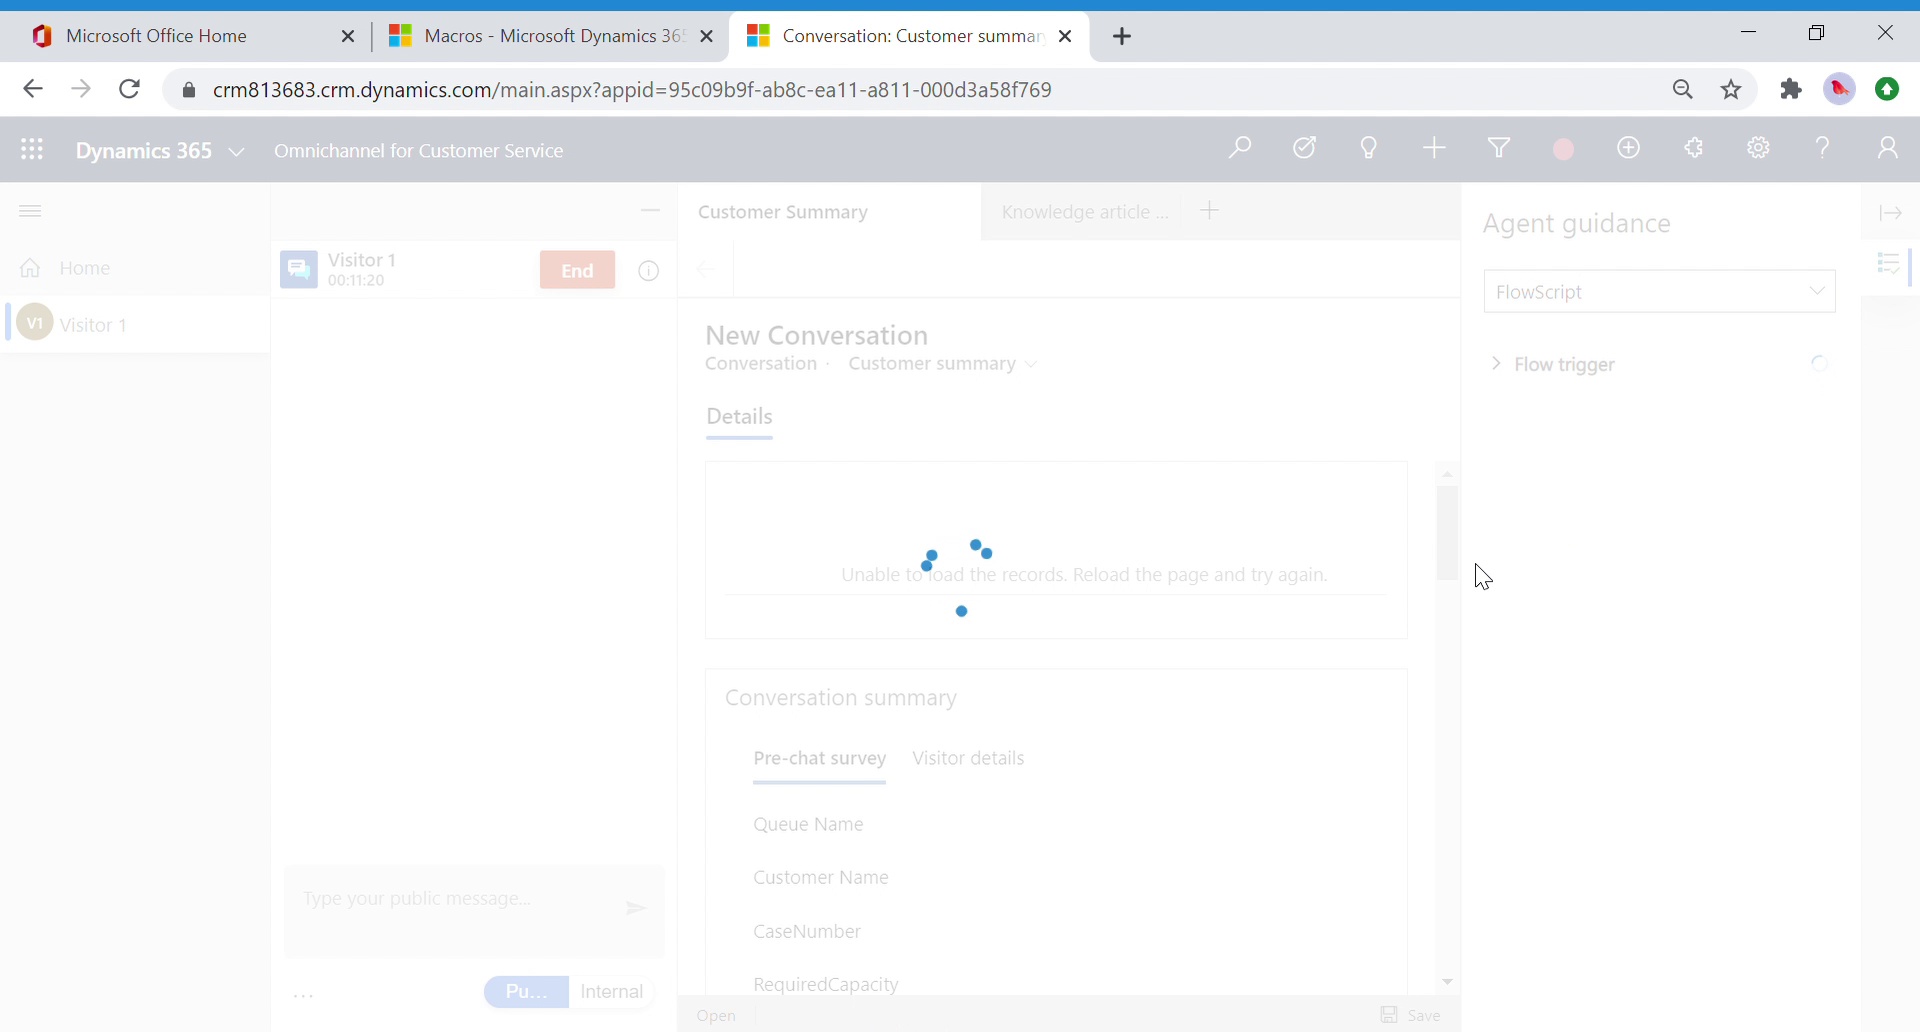 Microsoft Office Home
Macros - Microsoft Dynamics 365
Conversation: Customer summar
crm813683.crm.dynamics.com/main.aspx?appid=95c09b9f-ab8c-ea11-a811-000d3a58f769
Dynamics 365
Omnichannel for Customer Service
Home
V1 Visitor 1
Visitor 1
00:11:20
End
Type your public message...
Pu...
Internal
Customer Summary
Knowledge article ...
New Conversation
Conversation · Customer summary
Details
Unable to load the records. Reload the page and try again.
Conversation summary
Pre-chat survey
Visitor details
Queue Name
Customer Name
CaseNumber
RequiredCapacity
Open
Save
Agent guidance
FlowScript
Flow trigger